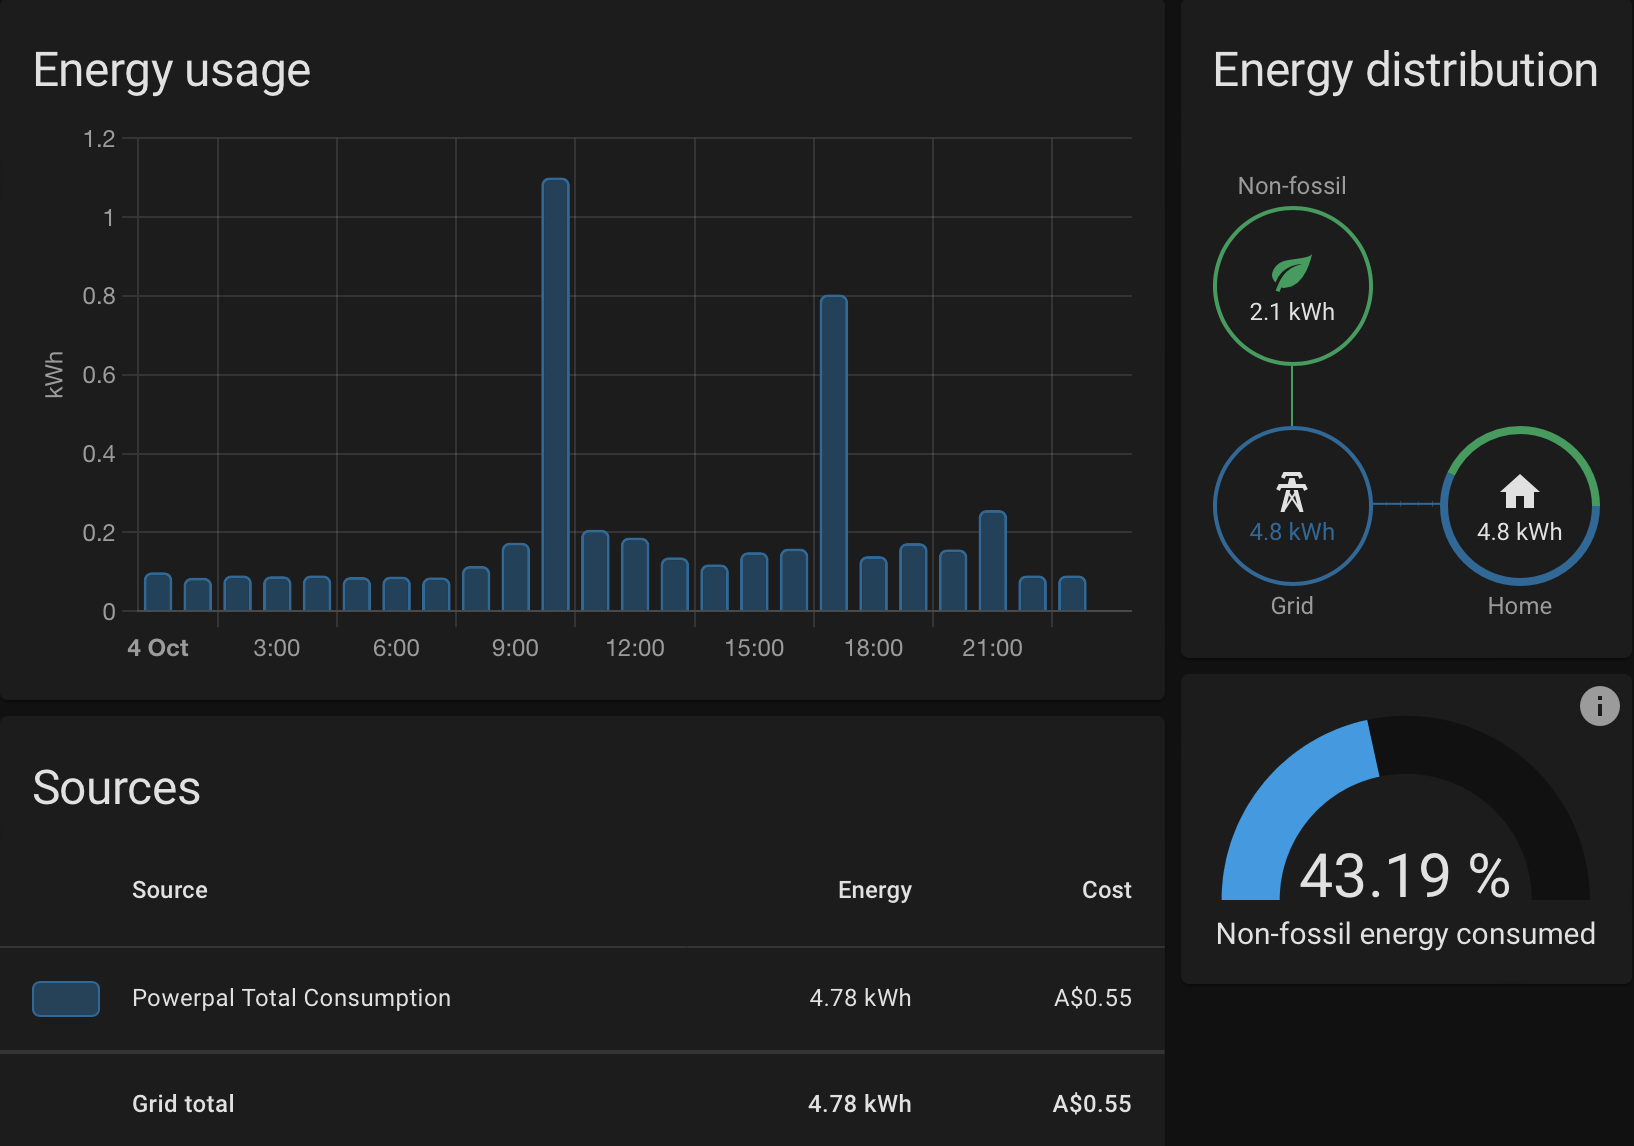 Energy usage
1.2
1
0.8
0.6
0.4
0.2
0
kWh
4 Oct 3:00 6:00 9:00 12:00 15:00 18:00 21:00
Energy distribution
Non-fossil
2.1 kWh
4.8 kWh
Grid
4.8 kWh
Home
43.19 %
Non-fossil energy consumed
Sources
Source Energy Cost
Powerpal Total Consumption 4.78 kWh A$0.55
Grid total 4.78 kWh A$0.55